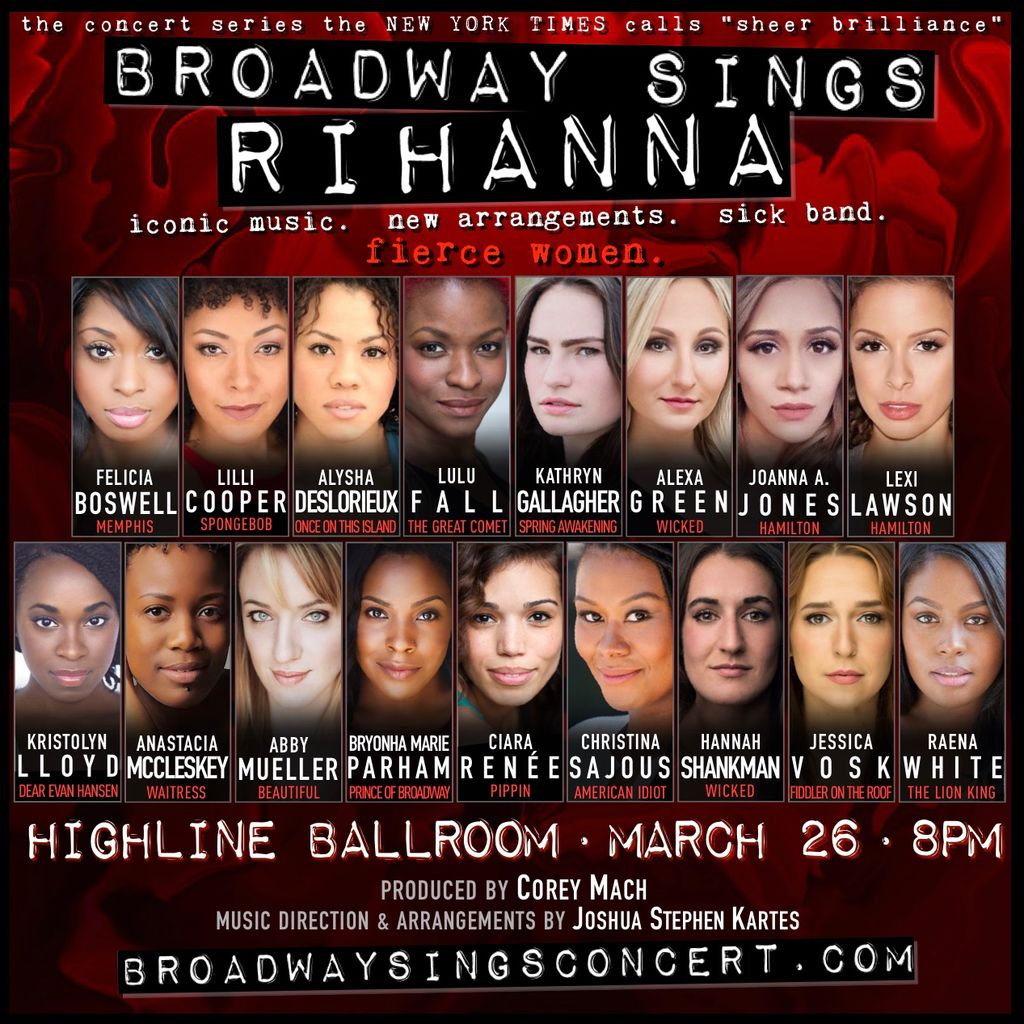 the concert series the NEW YORK TIMES calls "sheer brilliance"
BROADWAY SINGS
RIHANNA
iconic music. new arrangements. sick band.
fierce women.
FELICIA
BOSWELL
MEMPHIS
LILLI
COOPER
SPONGEBOB
ALYSHA
DESLORIEUX
ONCE ON THIS ISLAND
LULU
FALL
THE GREAT COMET
KATHRYN
GALLAGHER
SPRING AWAKENING
ALEXA
GREEN
WICKED
JOANNA A.
JONES
HAMILTON
LEXI
LAWSON
HAMILTON
KRISTOLYN
LLOYD
DEAR EVAN HANSEN
ANASTACIA
MCCLESKEY
WAITRESS
ABBY
MUELLER
BEAUTIFUL
BRYONHA MARIE
PARHAM
PRINCE OF BROADWAY
CIARA
RENÉE
PIPPIN
CHRISTINA
SAJOUS
AMERICAN IDIOT
HANNAH
SHANKMAN
WICKED
JESSICA
VOSK
FIDDLER ON THE ROOF
RAENA
WHITE
THE LION KING
HIGHLINE BALLROOM · MARCH 26 · 8PM
PRODUCED BY COREY MACH
MUSIC DIRECTION & ARRANGEMENTS BY JOSHUA STEPHEN KARTES
BROADWAYSINGSCONCERT.COM